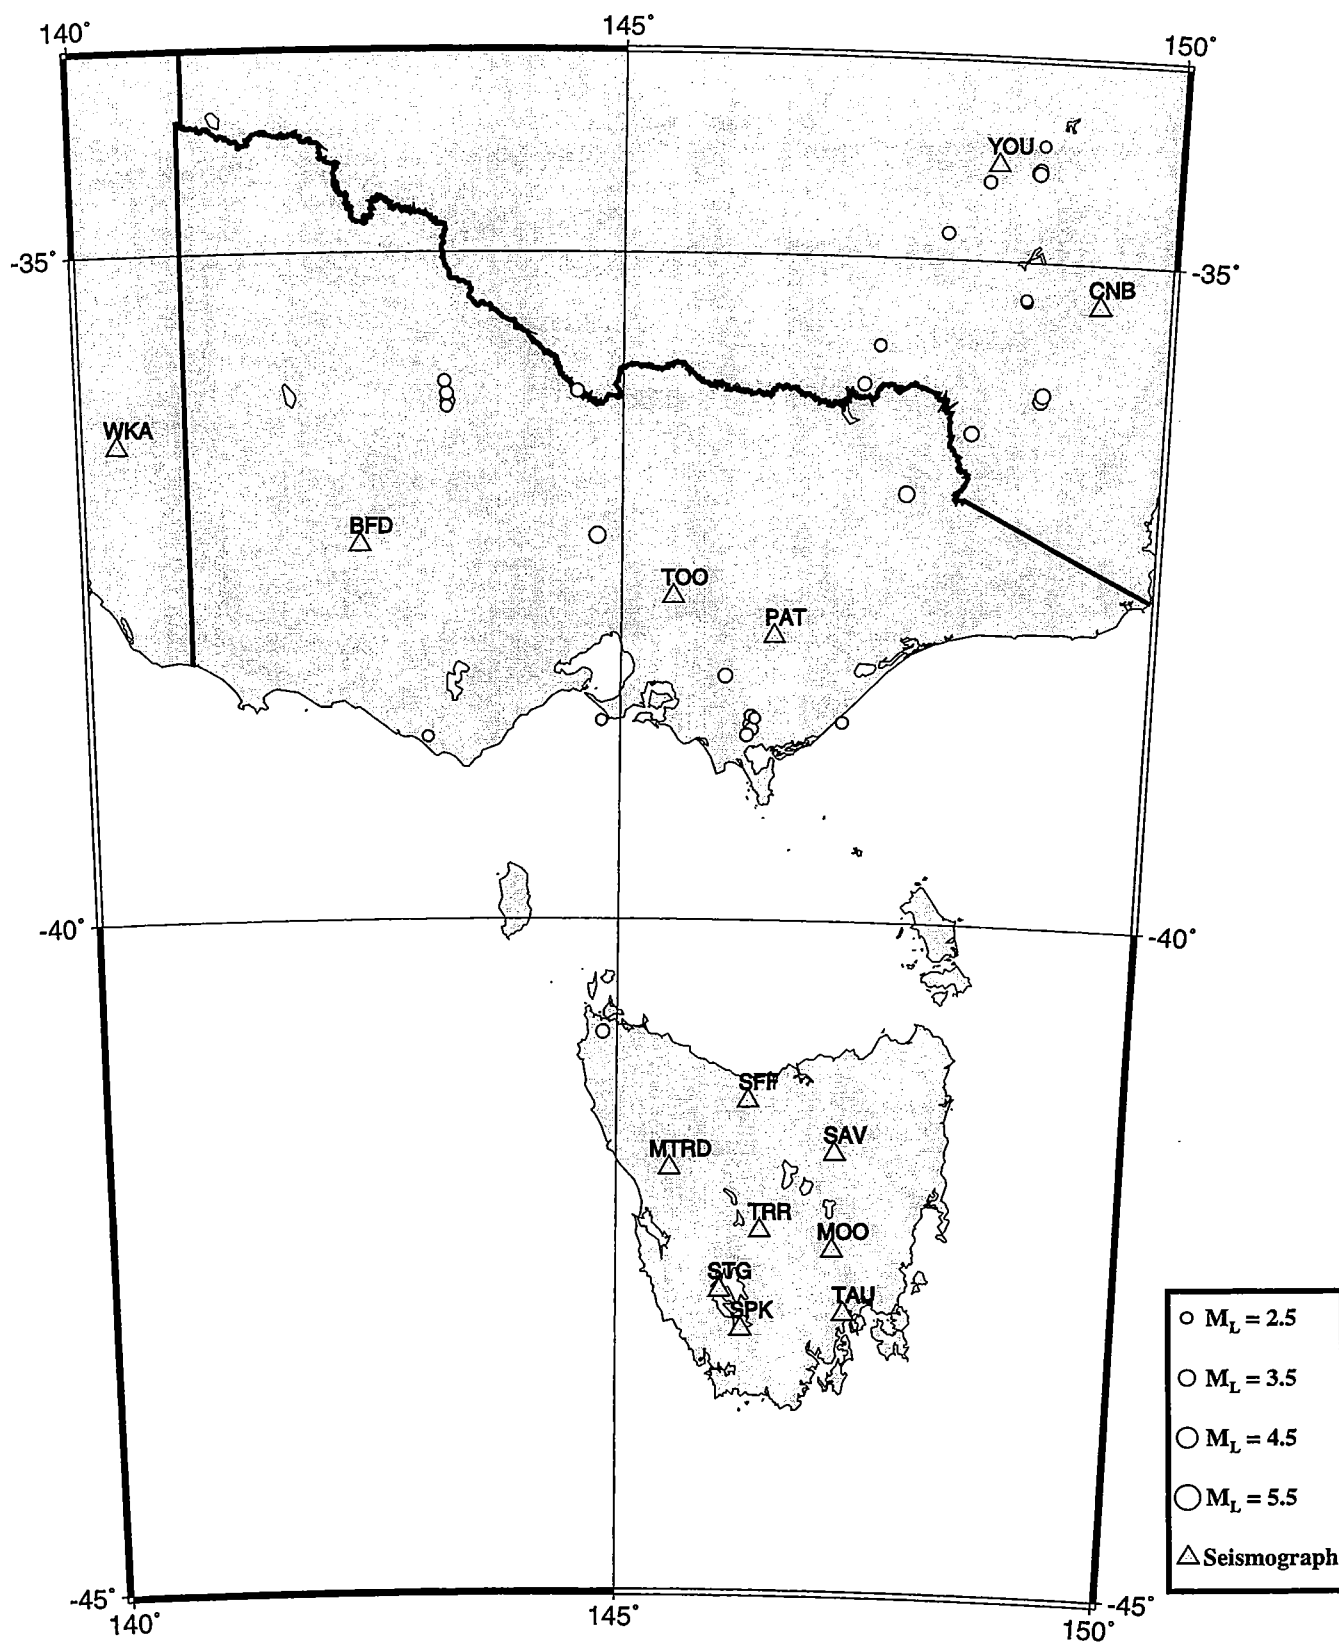 140°
145°
150°
YOU
-35°
-35°
CNB
WKA
BFD
TOO
PAT
-40°
-40°
SFF
MTRD
SAV
TRR
MOO
STG
TAU
SPK
M_L = 2.5
M_L = 3.5
M_L = 4.5
M_L = 5.5
Seismograph
-45°
-45°
140°
145°
150°